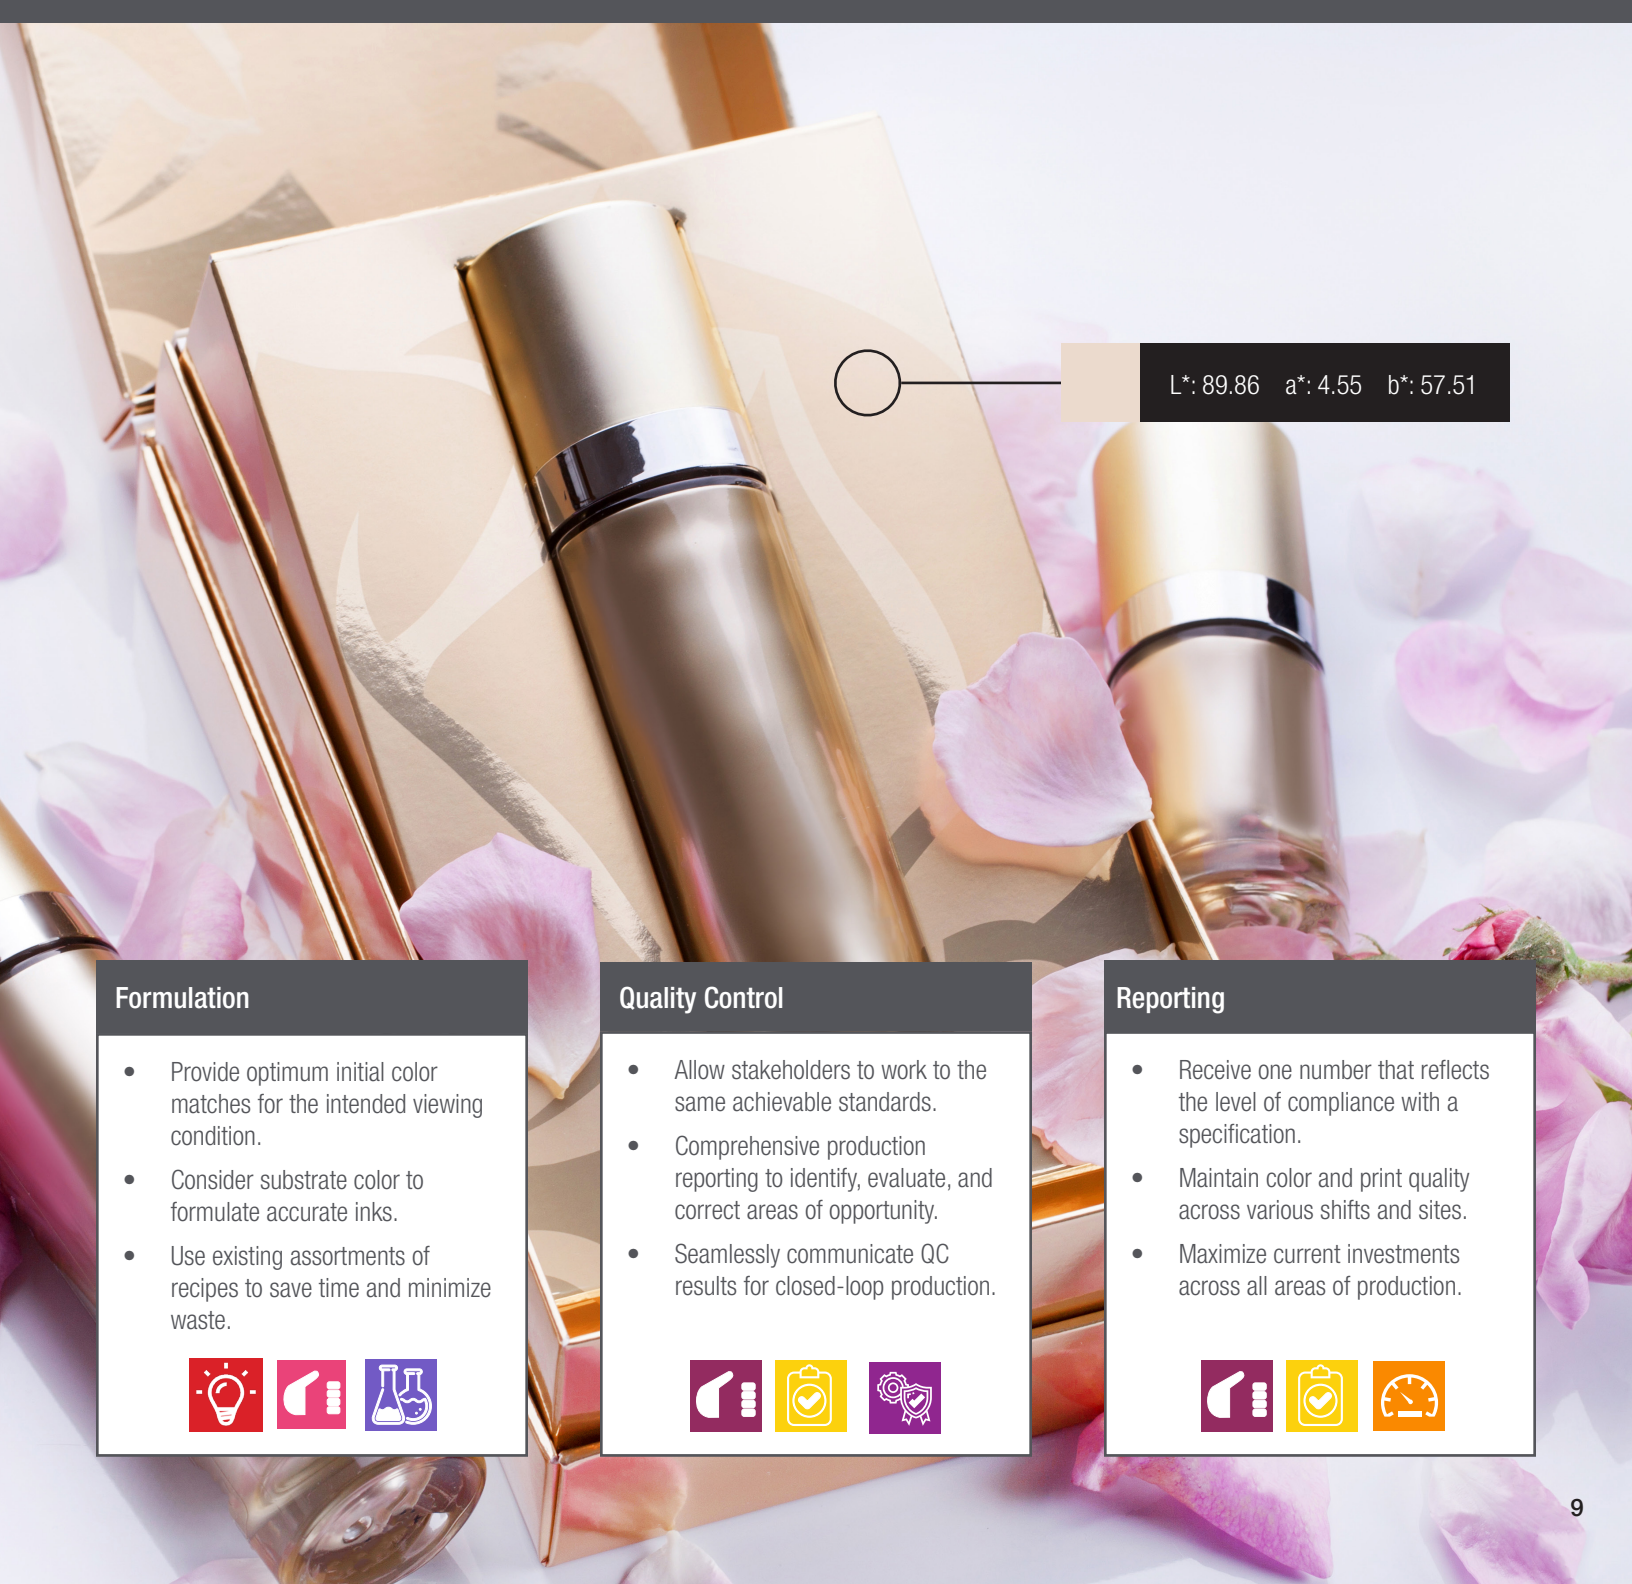 L*: 89.86 a*: 4.55 b*: 57.51
Formulation
• Provide optimum initial color
matches for the intended viewing
condition.
• Consider substrate color to
formulate accurate inks.
• Use existing assortments of
recipes to save time and minimize
waste.
Quality Control
• Allow stakeholders to work to the
same achievable standards.
• Comprehensive production
reporting to identify, evaluate, and
correct areas of opportunity.
• Seamlessly communicate QC
results for closed-loop production.
Reporting
• Receive one number that reflects
the level of compliance with a
specification.
• Maintain color and print quality
across various shifts and sites.
• Maximize current investments
across all areas of production.
9